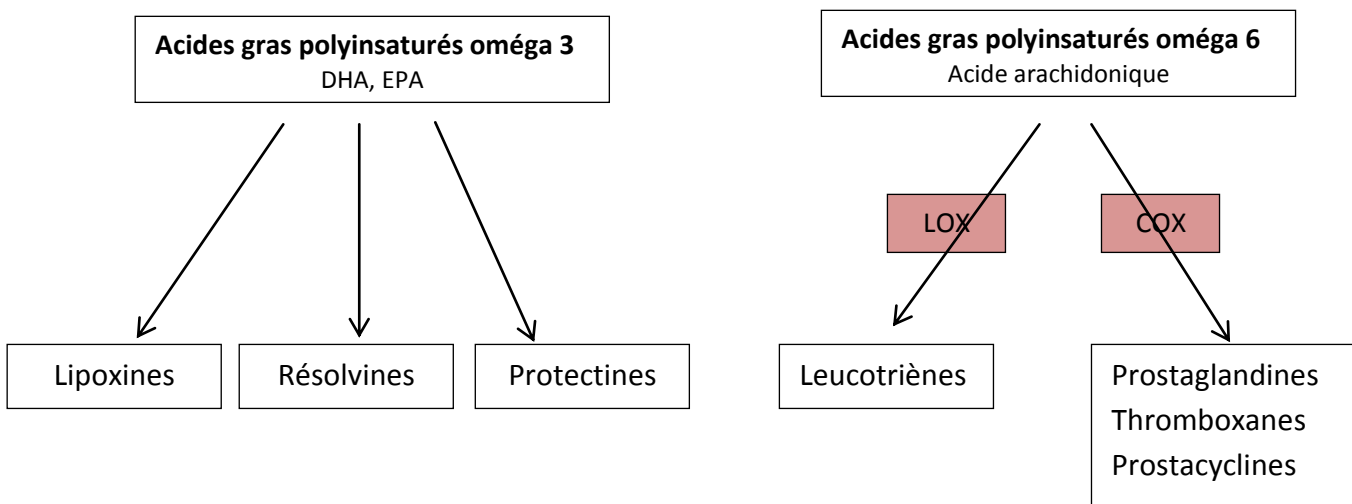 Acides gras polyinsaturés oméga 3
DHA, EPA
Acides gras polyinsaturés oméga 6
Acide arachidonique
LOX
COX
Lipoxines
Résolvines
Protectines
Leucotriènes
Prostaglandines
Thromboxanes
Prostacyclines